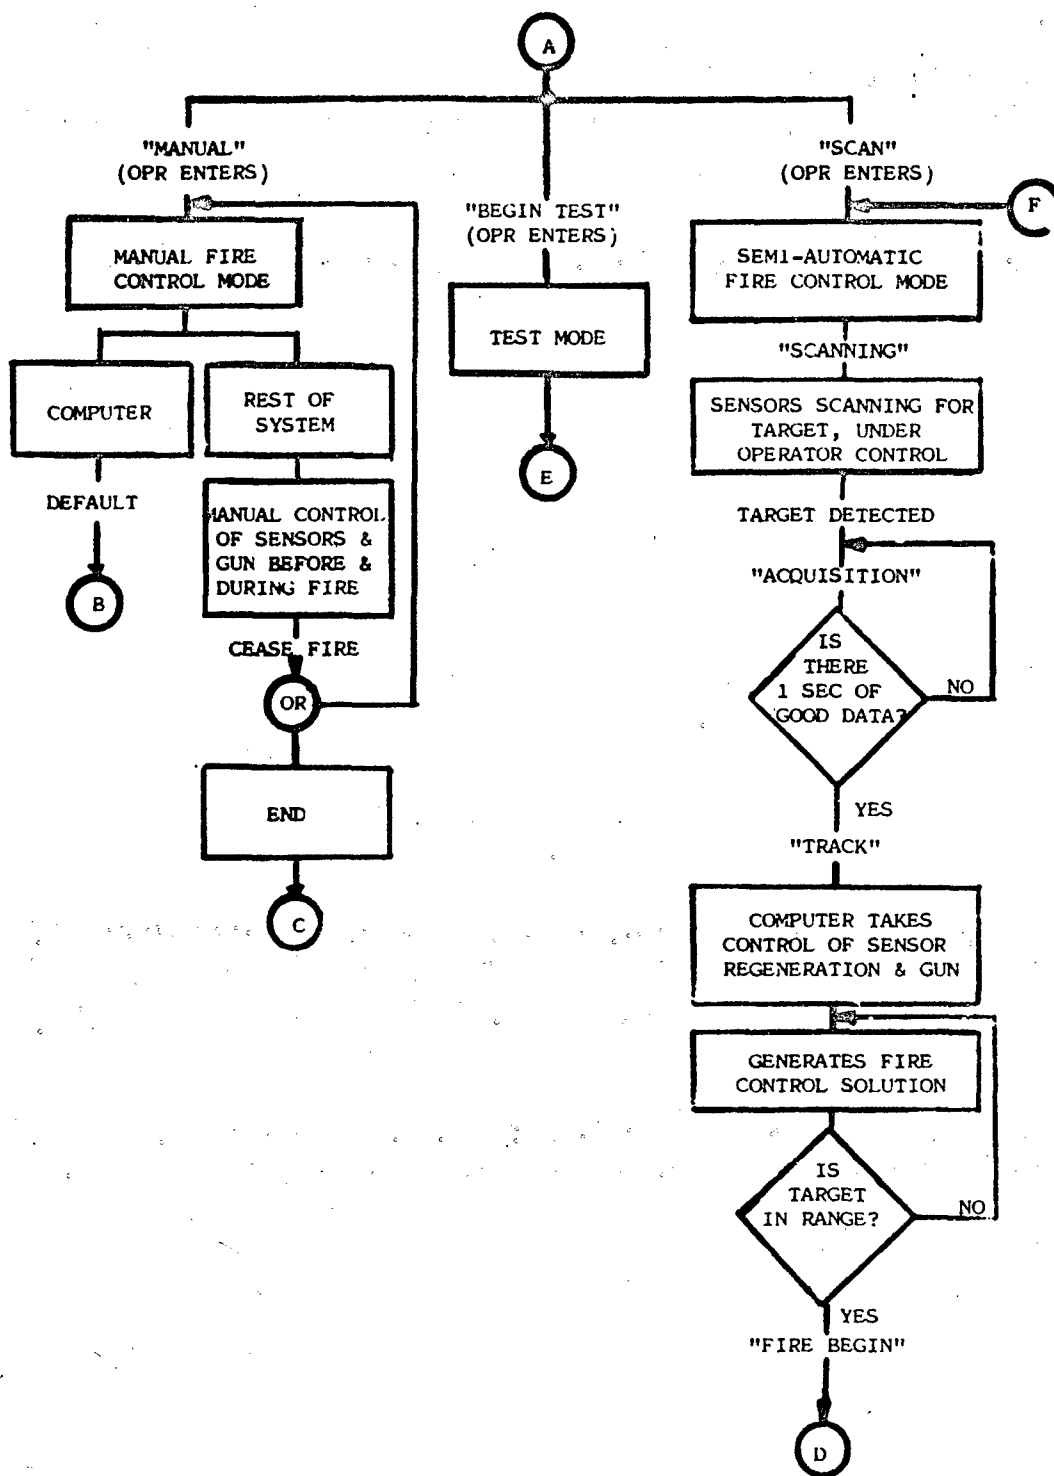 A
"MANUAL"
(OPR ENTERS)
MANUAL FIRE
CONTROL MODE
COMPUTER
DEFAULT
B
REST OF
SYSTEM
MANUAL CONTROL
OF SENSORS &
GUN BEFORE &
DURING FIRE
CEASE FIRE
OR
END
C
"BEGIN TEST"
(OPR ENTERS)
TEST MODE
E
"SCAN"
(OPR ENTERS)
F
SEMI-AUTOMATIC
FIRE CONTROL MODE
"SCANNING"
SENSORS SCANNING FOR
TARGET, UNDER
OPERATOR CONTROL
TARGET DETECTED
"ACQUISITION"
IS
THERE
1 SEC OF
GOOD DATA?
NO
YES
"TRACK"
COMPUTER TAKES
CONTROL OF SENSOR
REGENERATION & GUN
GENERATES FIRE
CONTROL SOLUTION
IS
TARGET
IN RANGE?
NO
YES
"FIRE BEGIN"
D